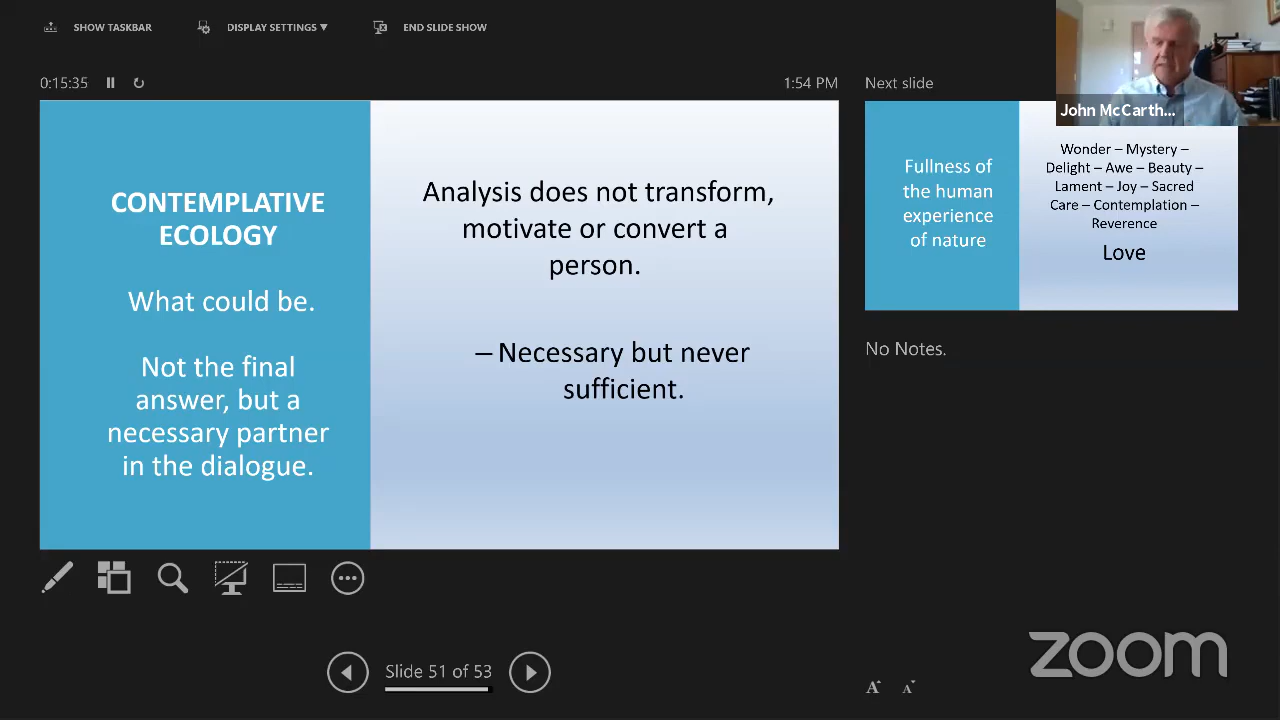 SHOW TASKBAR
DISPLAY SETTINGS ▼
END SLIDE SHOW
0:15:35
1:54 PM
CONTEMPLATIVE
ECOLOGY
What could be.
Not the final
answer, but a
necessary partner
in the dialogue.
Analysis does not transform,
motivate or convert a
person.
– Necessary but never
sufficient.
Next slide
John McCarth...
Fullness of
the human
experience
of nature
Wonder – Mystery –
Delight – Awe – Beauty –
Lament – Joy – Sacred
Care – Contemplation –
Reverence
Love
No Notes.
Slide 51 of 53
A A
zoom